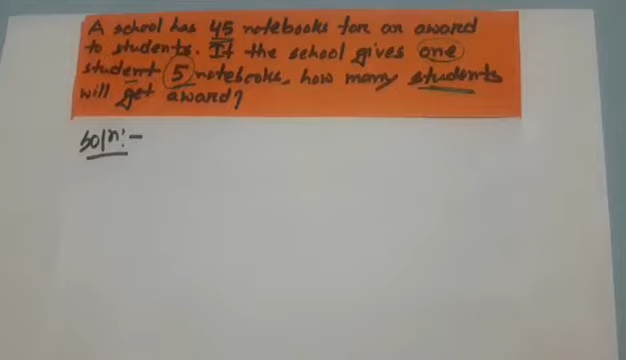 A school has 45 notebooks for an award
to students. If the school gives one
student 5 notebooks, how many students
will get award?
Soln:-